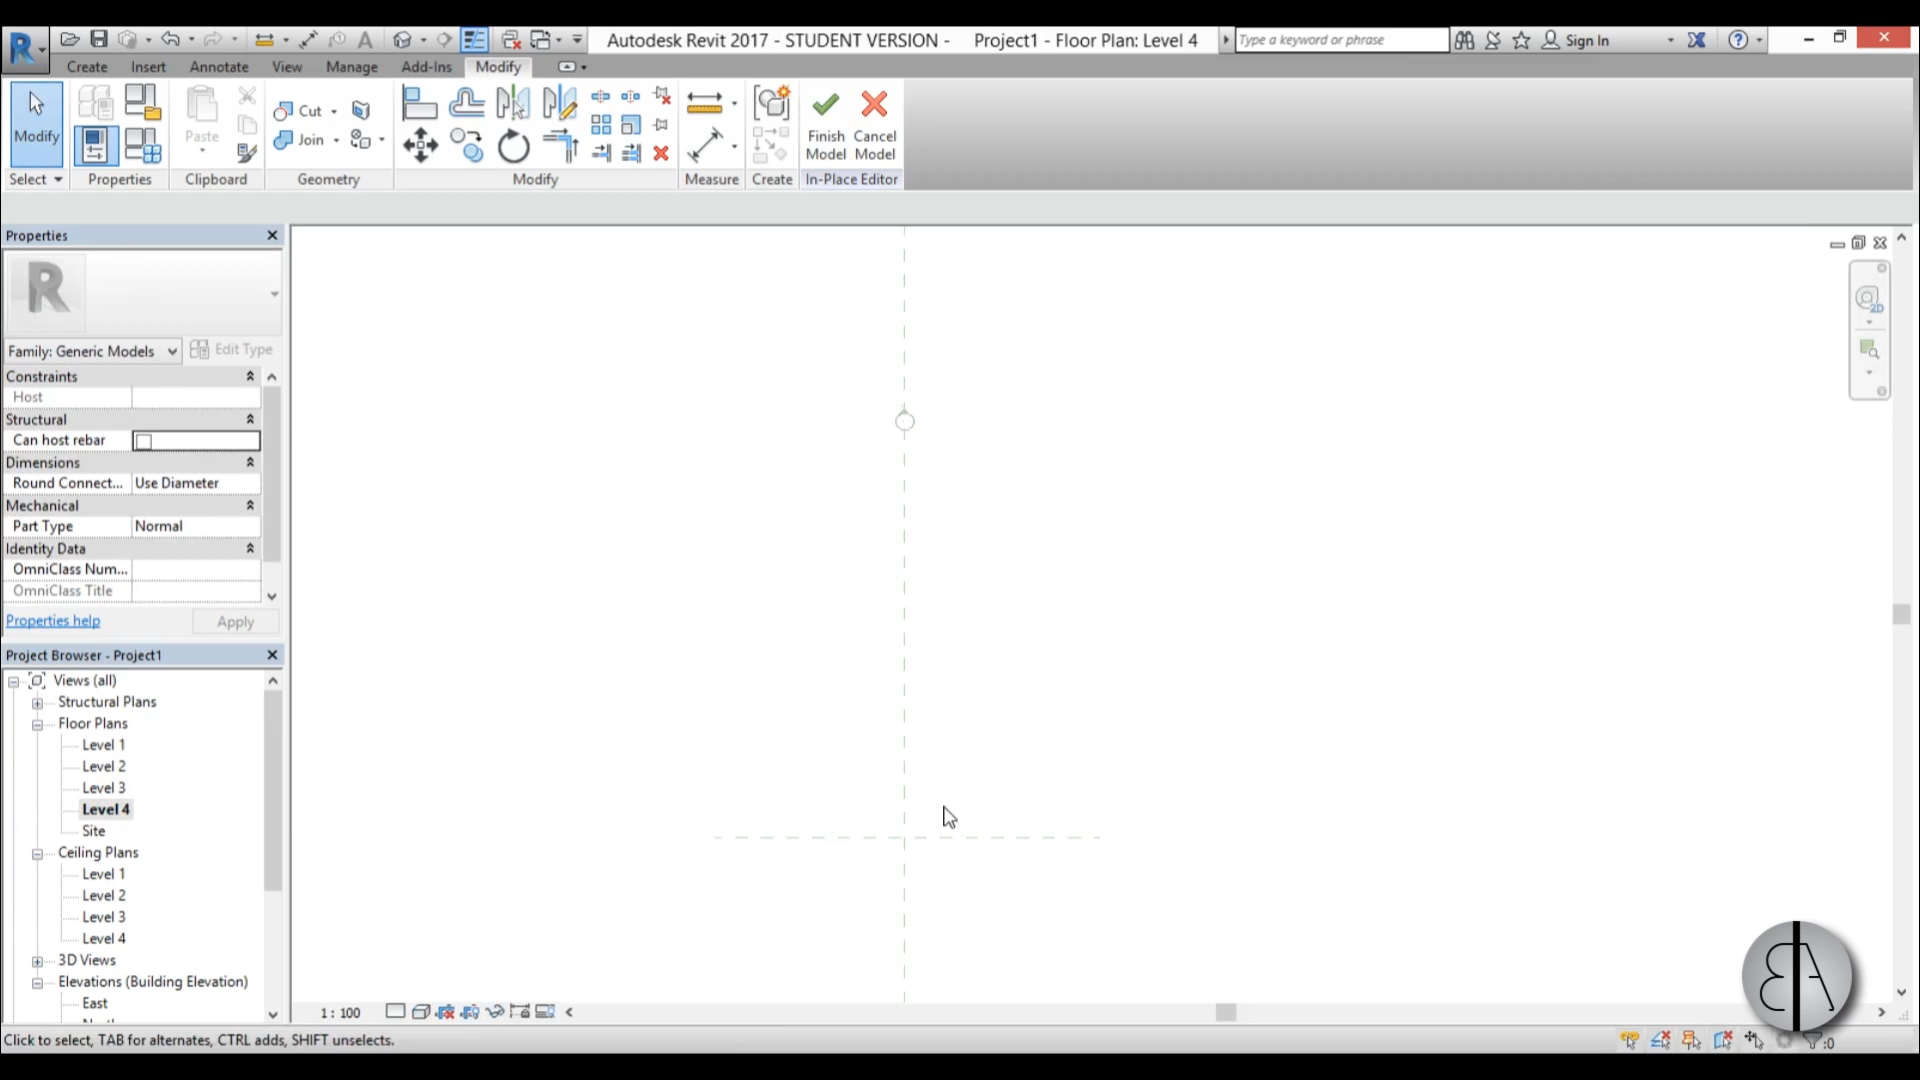 Autodesk Revit 2017 - STUDENT VERSION - Project1 - Floor Plan: Level 4
Type a keyword or phrase
Sign In
Create Insert Annotate View Manage Add-Ins Modify
Modify
Paste
Cut
Join
Finish Model
Cancel Model
Select Properties Clipboard Geometry Modify Measure Create In-Place Editor
Properties
Family: Generic Models Edit Type
Constraints
Host
Structural
Can host rebar
Dimensions
Round Connect... Use Diameter
Mechanical
Part Type Normal
Identity Data
OmniClass Num...
OmniClass Title
Properties help Apply
Project Browser - Project1
Views (all)
Structural Plans
Floor Plans
Level 1
Level 2
Level 3
Level 4
Site
Ceiling Plans
Level 1
Level 2
Level 3
Level 4
3D Views
Elevations (Building Elevation)
East
2D
1 : 100
Click to select, TAB for alternates, CTRL adds, SHIFT unselects.
:0